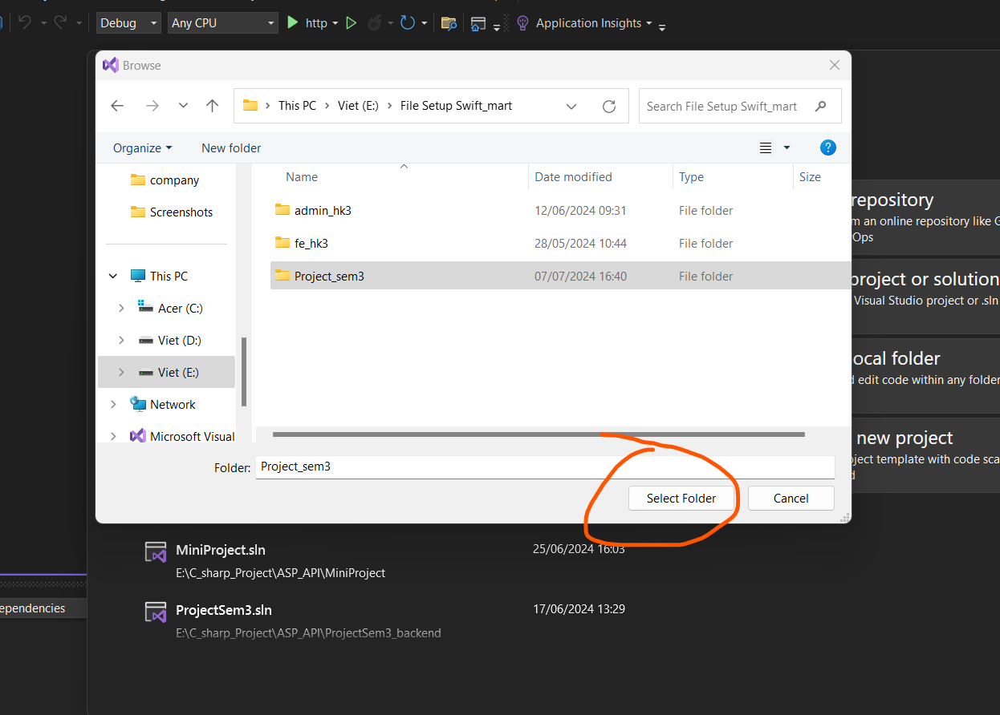 Debug Any CPU http Application Insights
Browse
This PC > Viet (E:) > File Setup Swift_mart
Search File Setup Swift_mart
Organize New folder ?
company
Screenshots
This PC
Acer (C:)
Viet (D:)
Viet (E:)
Network
Microsoft Visual
Name Date modified Type Size
admin_hk3 12/06/2024 09:31 File folder
fe_hk3 28/05/2024 10:44 File folder
Project_sem3 07/07/2024 16:40 File folder
Folder: Project_sem3
Select Folder Cancel
repository
m an online repository like G
Ops
project or solution
Visual Studio project or .sln
ocal folder
d edit code within any folder
new project
ject template with code sca
d
MiniProject.sln 25/06/2024 16:03
E:\C_sharp_Project\ASP_API\MiniProject
ProjectSem3.sln 17/06/2024 13:29
E:\C_sharp_Project\ASP_API\ProjectSem3_backend
ependencies